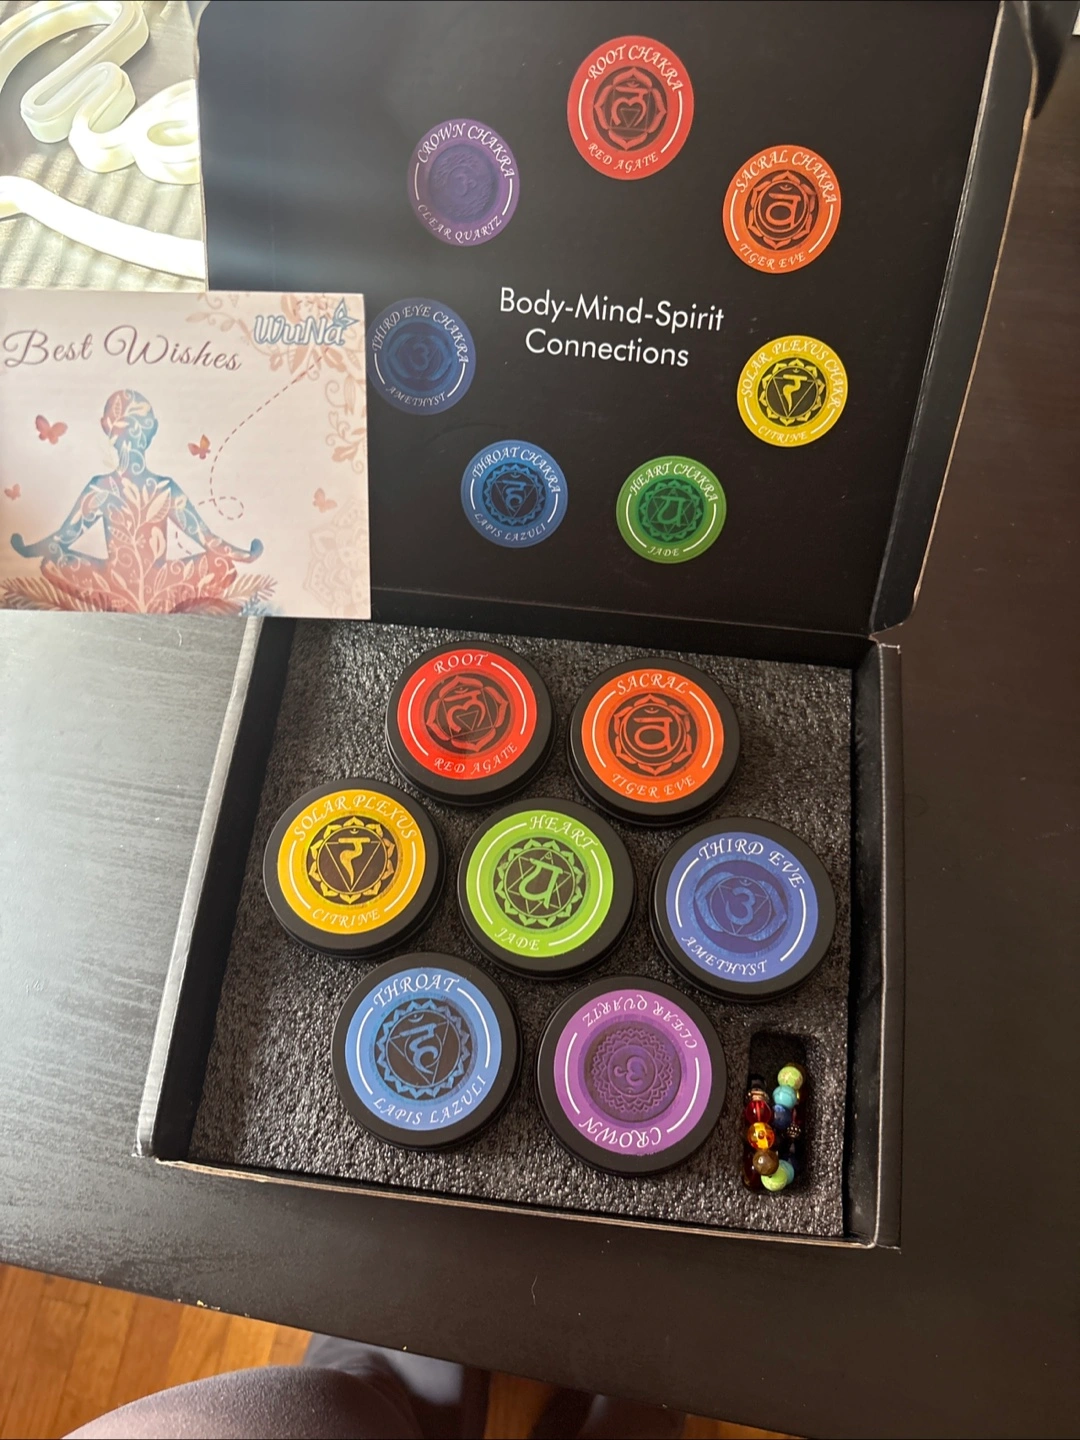 ROOT CHAKRA
RED AGATE
CROWN CHAKRA
CLEAR QUARTZ
SACRAL CHAKRA
TIGER EYE
Body-Mind-Spirit
Connections
THIRD EYE CHAKRA
AMETHYST
SOLAR PLEXUS CHAKRA
CITRINE
THROAT CHAKRA
LAPIS LAZULI
HEART CHAKRA
JADE
WuNa
Best Wishes
ROOT
RED AGATE
SACRAL
TIGER EYE
SOLAR PLEXUS
CITRINE
HEART
JADE
THIRD EYE
AMETHYST
THROAT
LAPIS LAZULI
CROWN
CLEAR QUARTZ